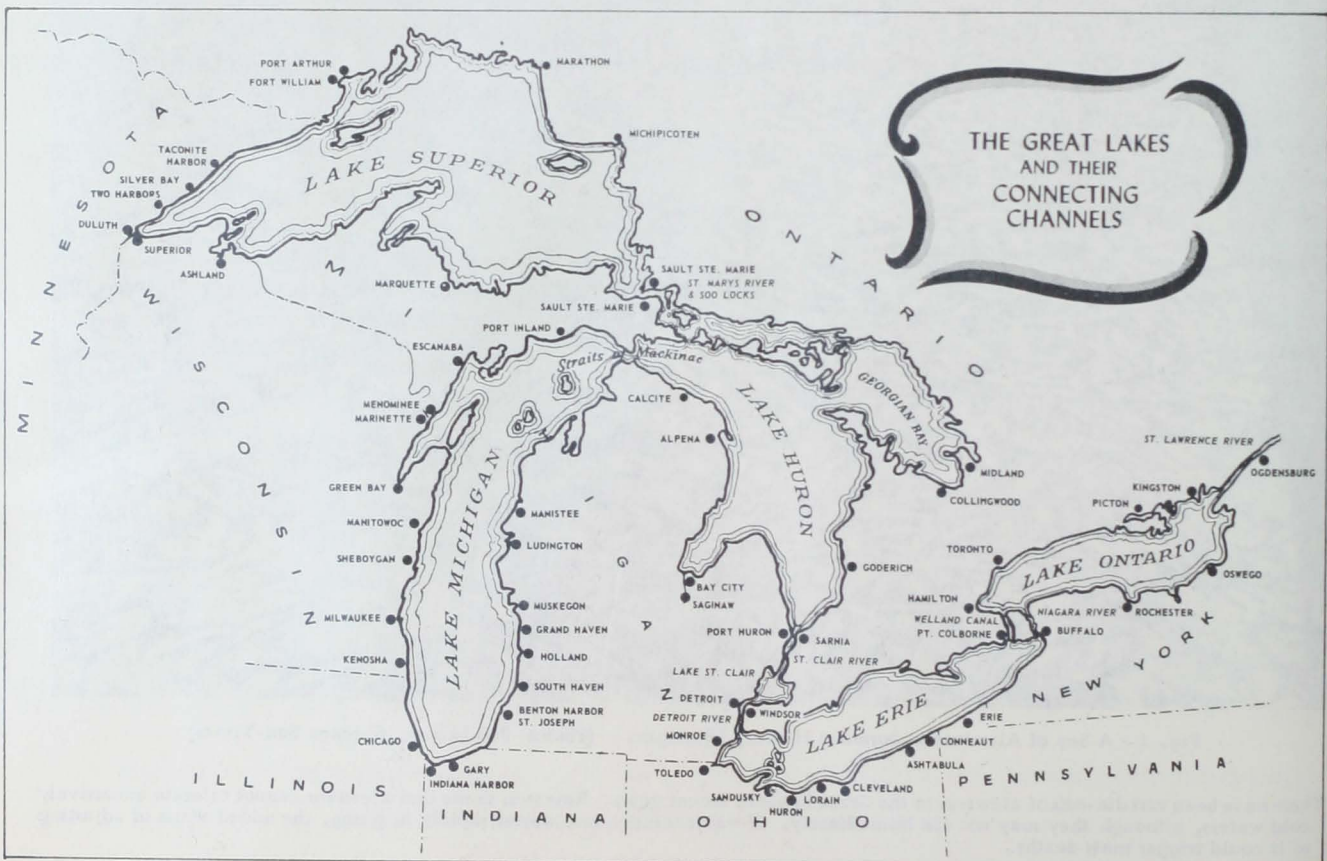 THE GREAT LAKES
AND THEIR
CONNECTING
CHANNELS
PORT ARTHUR
FORT WILLIAM
MARATHON
MICHIPICOTEN
TACONITE
HARBOR
SILVER BAY
TWO HARBORS
DULUTH
SUPERIOR
ASHLAND
LAKE SUPERIOR
MINNESOTA
WISCONSIN
MICHIGAN
ONTARIO
MARQUETTE
SAULT STE. MARIE
ST. MARYS RIVER
& SOO LOCKS
SAULT STE. MARIE
PORT INLAND
ESCANABA
Straits of Mackinac
MENOMINEE
MARINETTE
CALCITE
ALPENA
LAKE HURON
GEORGIAN BAY
MIDLAND
COLLINGWOOD
GREEN BAY
MANITOWOC
SHEBOYGAN
MILWAUKEE
KENOSHA
CHICAGO
LAKE MICHIGAN
MANISTEE
LUDINGTON
MUSKEGON
GRAND HAVEN
HOLLAND
SOUTH HAVEN
BENTON HARBOR
ST. JOSEPH
GARY
INDIANA HARBOR
BAY CITY
SAGINAW
GODERICH
PORT HURON
SARNIA
ST. CLAIR RIVER
LAKE ST. CLAIR
DETROIT
WINDSOR
DETROIT RIVER
MONROE
TOLEDO
LAKE ERIE
SANDUSKY
HURON
LORAIN
CLEVELAND
ASHTABULA
CONNEAUT
ERIE
ST. LAWRENCE RIVER
OGDENSBURG
KINGSTON
PICTON
TORONTO
LAKE ONTARIO
OSWEGO
HAMILTON
WELLAND CANAL
PT. COLBORNE
NIAGARA RIVER
ROCHESTER
BUFFALO
NEW YORK
PENNSYLVANIA
ILLINOIS
INDIANA
OHIO